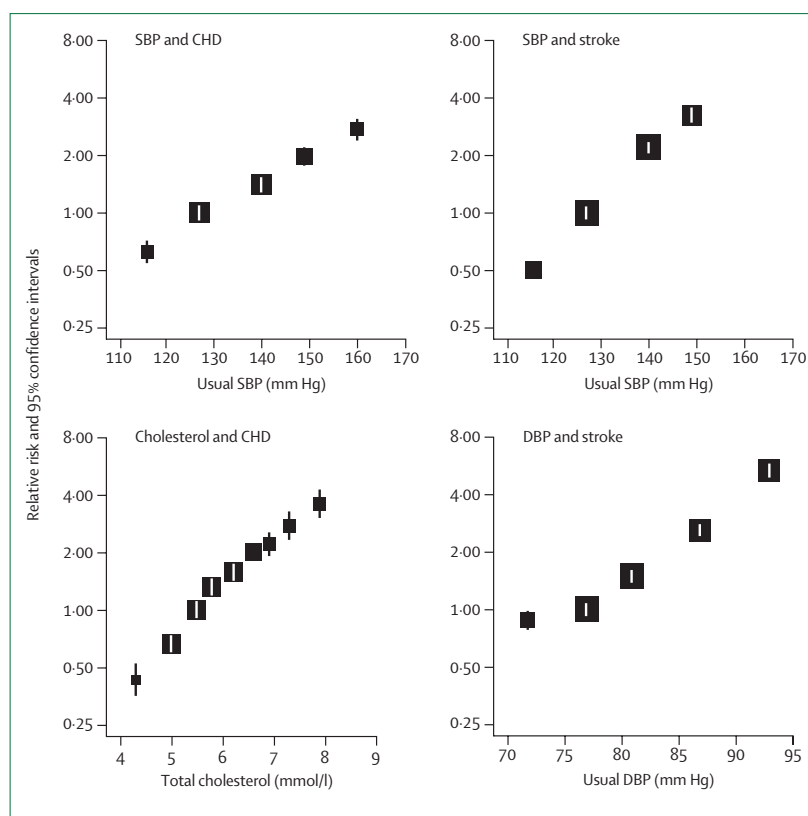 Relative risk and 95% confidence intervals
SBP and CHD
8·00
4·00
2·00
1·00
0·50
0·25
110 120 130 140 150 160 170
Usual SBP (mm Hg)
SBP and stroke
8·00
4·00
2·00
1·00
0·50
0·25
110 120 130 140 150 160 170
Usual SBP (mm Hg)
Cholesterol and CHD
8·00
4·00
2·00
1·00
0·50
0·25
4 5 6 7 8 9
Total cholesterol (mmol/l)
DBP and stroke
8·00
4·00
2·00
1·00
0·50
0·25
70 75 80 85 90 95
Usual DBP (mm Hg)